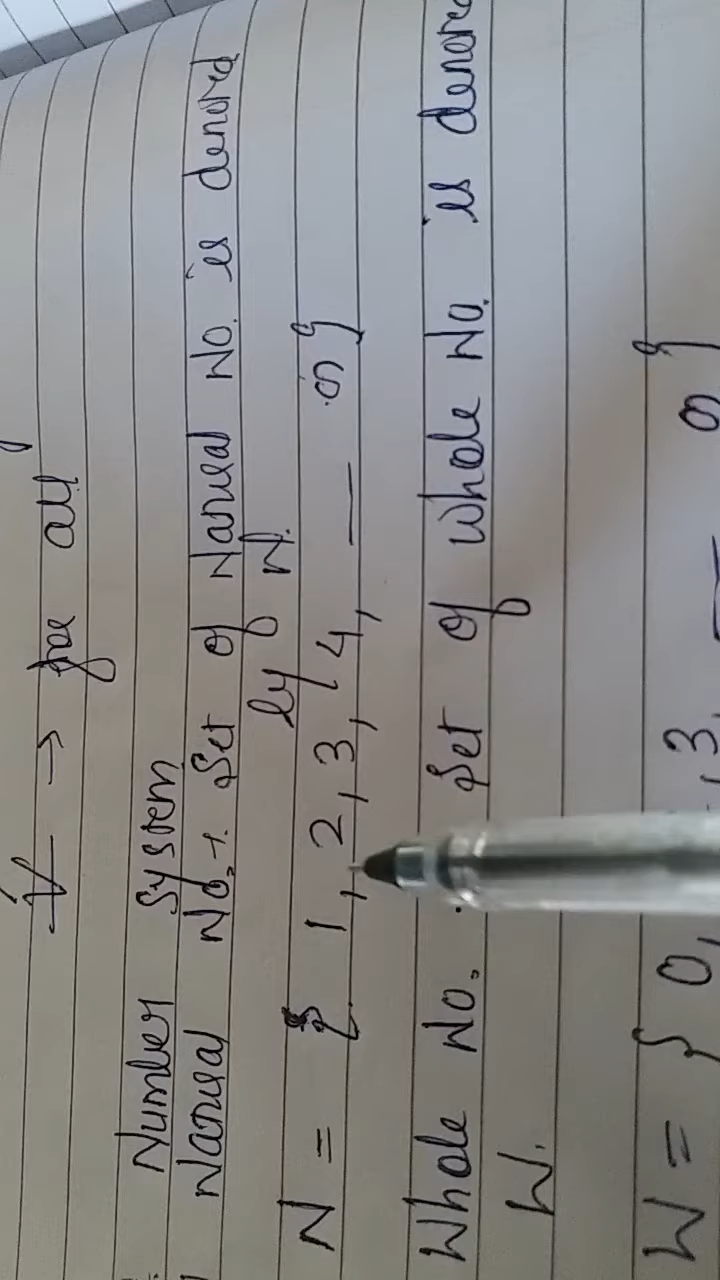 ∀ → for all
Number System
Natural No. → Set of Natural No. is denoted
by N.
N = { 1, 2, 3, 4, — ∞ }
Whole No. Set of Whole No. is denoted
W.
W = { 0, , 3, — ∞ }